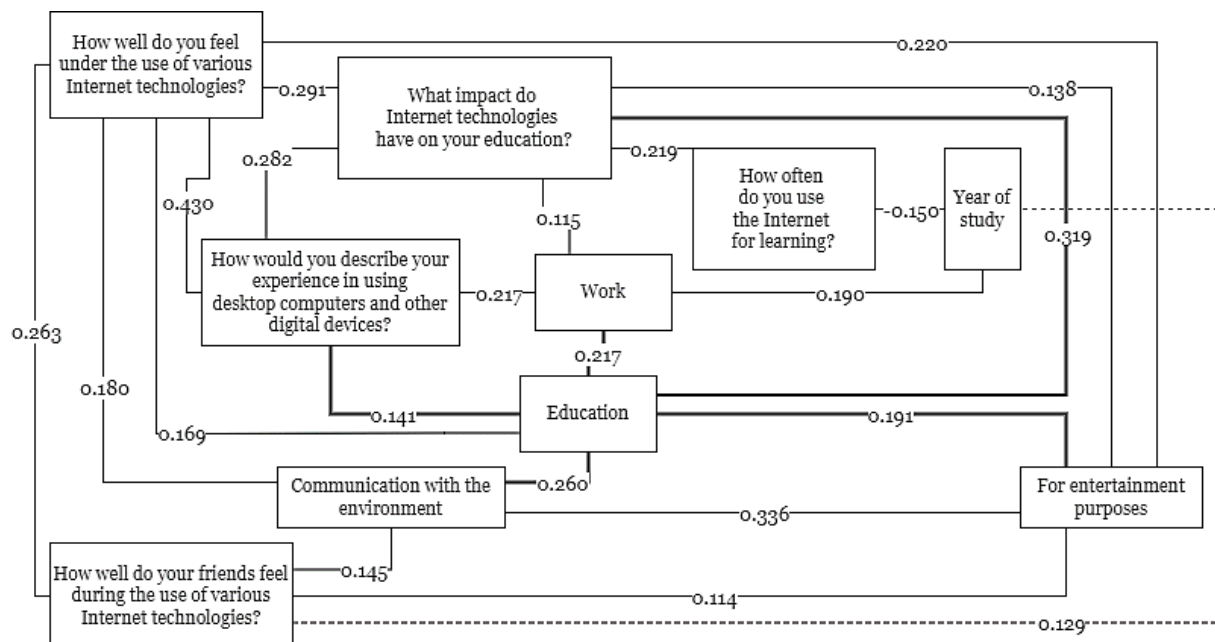 How well do you feel
under the use of various
Internet technologies?
0.220
0.291
What impact do
Internet technologies
have on your education?
0.138
0.282
0.219
How often
do you use
the Internet
for learning?
-0.150
Year of
study
0.430
0.115
0.319
How would you describe your
experience in using
desktop computers and other
digital devices?
0.217
Work
0.190
0.263
0.217
0.180
0.141
Education
0.191
0.169
Communication with the
environment
0.260
0.336
For entertainment
purposes
How well do your friends feel
during the use of various
Internet technologies?
0.145
0.114
0.129